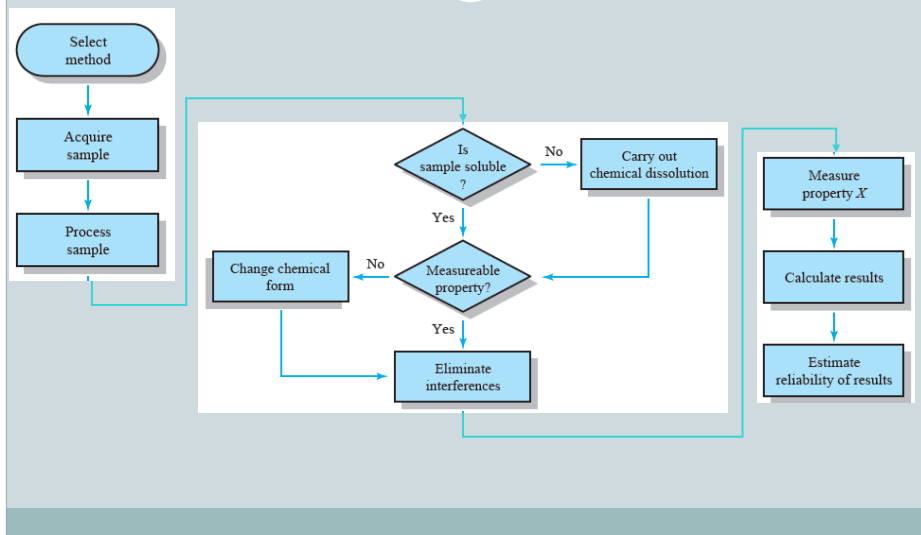 Select
method
Acquire
sample
Process
sample
Is
sample soluble
?
No
Carry out
chemical dissolution
Yes
Measureable
property?
No
Change chemical
form
Yes
Eliminate
interferences
Measure
property X
Calculate results
Estimate
reliability of results